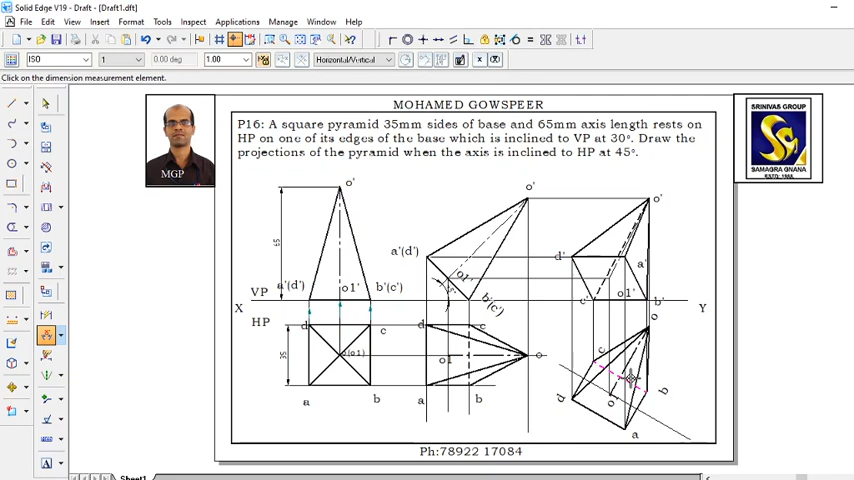 Solid Edge V19 - Draft - [Draft1.dft]
File Edit View Insert Format Tools Inspect Applications Manage Window Help
ISO 1 0.00 deg 1.00 Horizontal/Vertical
Click on the dimension measurement element.
MOHAMED GOWSPEER
MGP
SRINIVAS GROUP
SAMAGRA GNANA
P16: A square pyramid 35mm sides of base and 65mm axis length rests on
HP on one of its edges of the base which is inclined to VP at 30°. Draw the
projections of the pyramid when the axis is inclined to HP at 45°.
o' o' o'
65
a'(d') d' a'
a'(d') o1' b'(c') o1' b'(c') c' o1' b'
VP
X Y
HP
d c d c o
35
(o1) o1 o c b
a b a b d o' a
Ph:78922 17084
Sheet1